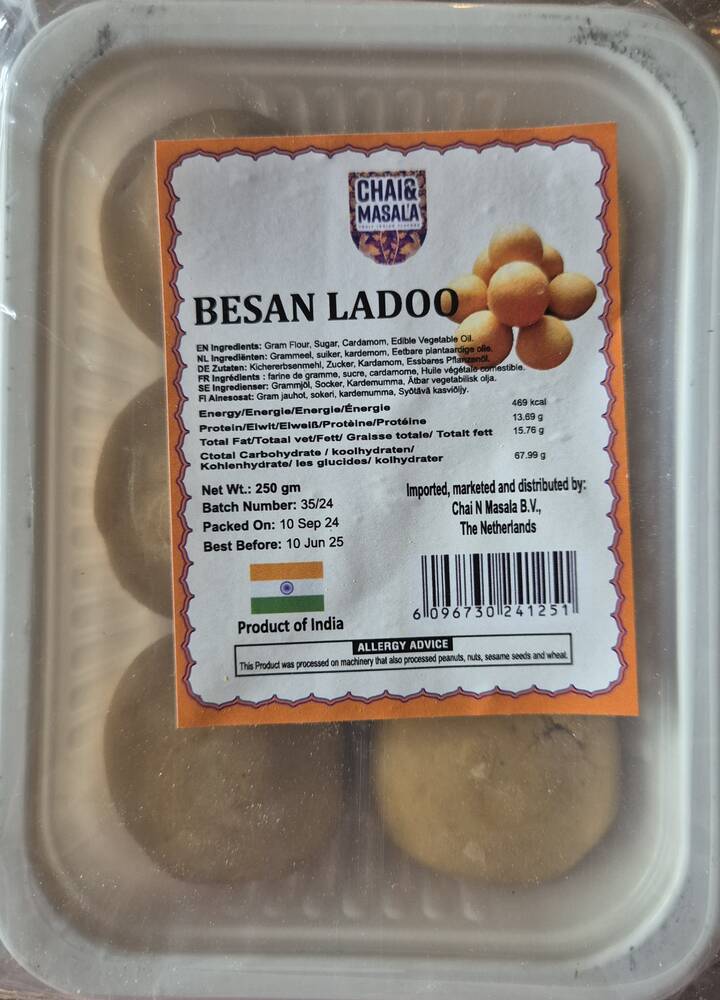 CHAI&
MASALA
BESAN LADOO
EN Ingredients: Gram Flour, Sugar, Cardamom, Edible Vegetable Oil.
NL Ingrediënten: Grammeel, suiker, kardemom, Eetbare plantaardige olie.
DE Zutaten: Kichererbsenmehl, Zucker, Kardamom, Essbares Pflanzenöl.
FR Ingrédients : farine de gramme, sucre, cardamome, Huile végétale comestible.
SE Ingredienser: Grammjöl, Socker, Kardemumma, Ätbar vegetabilisk olja.
FI Ainesosat: Gram jauhot, sokeri, kardemumma, Syötävä kasviöljy.
Energy/Energie/Energie/Énergie 469 kcal
Protein/Eiwit/Eiweiß/Protèine/Protéine 13.69 g
Total Fat/Totaal vet/Fett/ Graisse totale/ Totalt fett 15.76 g
Ctotal Carbohydrate / koolhydraten/
Kohlenhydrate/ les glucides/ kolhydrater 67.99 g
Net Wt.: 250 gm
Batch Number: 35/24
Packed On: 10 Sep 24
Best Before: 10 Jun 25
Imported, marketed and distributed by:
Chai N Masala B.V.,
The Netherlands
6 096730 241251
Product of India
ALLERGY ADVICE
This Product was processed on machinery that also processed peanuts, nuts, sesame seeds and wheat.